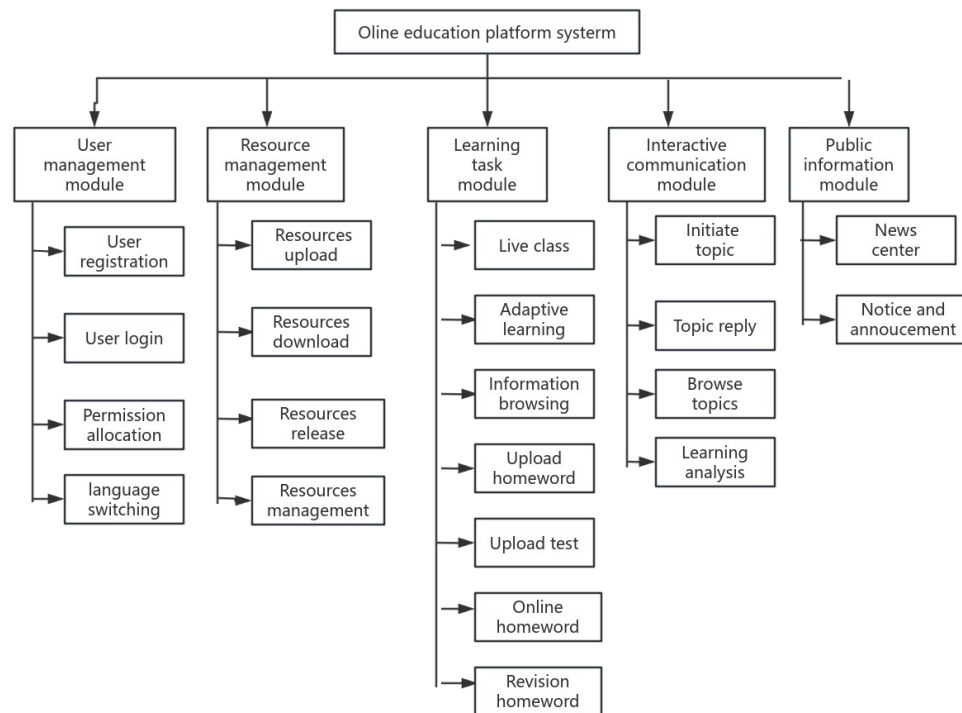 Oline education platform systerm
User
management
module
Resource
management
module
Learning
task
module
Interactive
communication
module
Public
information
module
User
registration
User login
Permission
allocation
language
switching
Resources
upload
Resources
download
Resources
release
Resources
management
Live class
Adaptive
learning
Information
browsing
Upload
homeword
Upload test
Online
homeword
Revision
homeword
Initiate
topic
Topic reply
Browse
topics
Learning
analysis
News
center
Notice and
annoucement